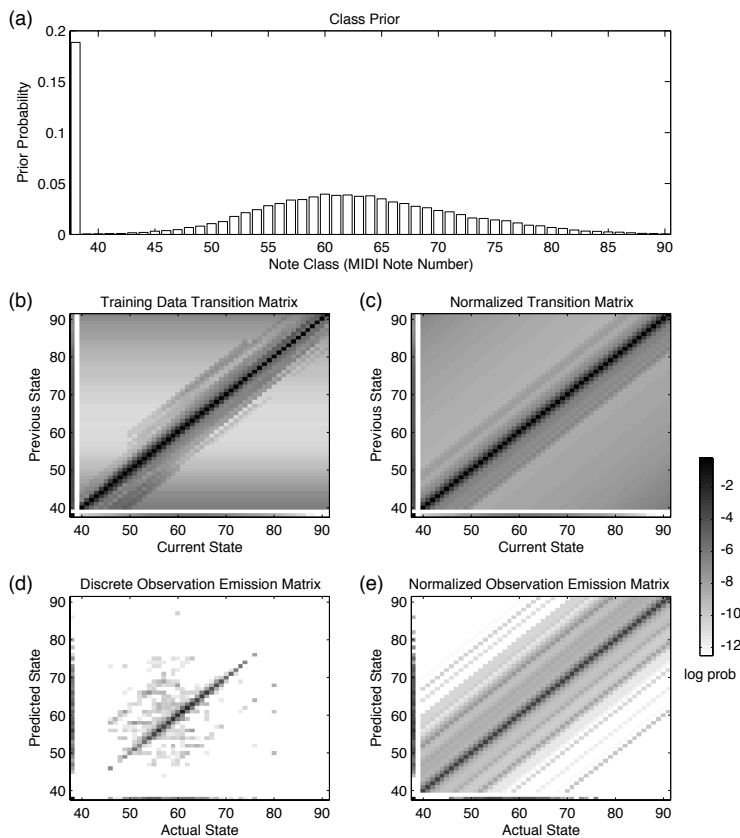 (a)
Class Prior
0.2
0.15
0.1
0.05
0
Prior Probability
40 45 50 55 60 65 70 75 80 85 90
Note Class (MIDI Note Number)
(b)
Training Data Transition Matrix
90
80
70
60
50
40
Previous State
40 50 60 70 80 90
Current State
(c)
Normalized Transition Matrix
90
80
70
60
50
40
Previous State
40 50 60 70 80 90
Current State
-2
-4
-6
-8
-10
-12
log prob
(d)
Discrete Observation Emission Matrix
90
80
70
60
50
40
Predicted State
40 50 60 70 80 90
Actual State
(e)
Normalized Observation Emission Matrix
90
80
70
60
50
40
Predicted State
40 50 60 70 80 90
Actual State